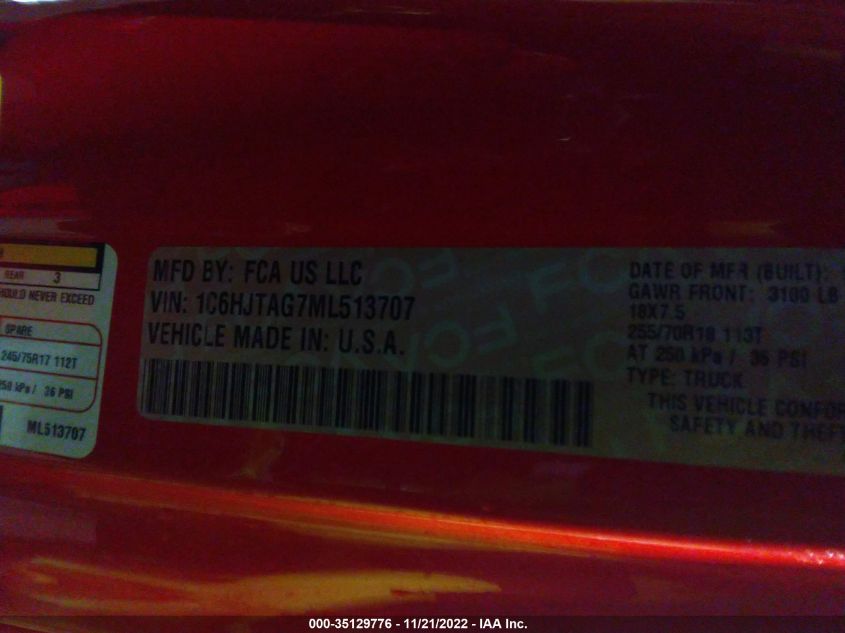 REAR 3
HOULD NEVER EXCEED
SPARE
245/75R17 112T
250 kPa / 36 PSI
ML513707
MFD BY: FCA US LLC
VIN: 1C6HJTAG7ML513707
VEHICLE MADE IN: U.S.A.
DATE OF MFR (BUILT):
GAWR FRONT: 3100 LB
18X7.5
255/70R18 113T
AT 250 kPa / 36 PSI
TYPE: TRUCK
THIS VEHICLE CONFOR
SAFETY AND THEF
000-35129776 - 11/21/2022 - IAA Inc.